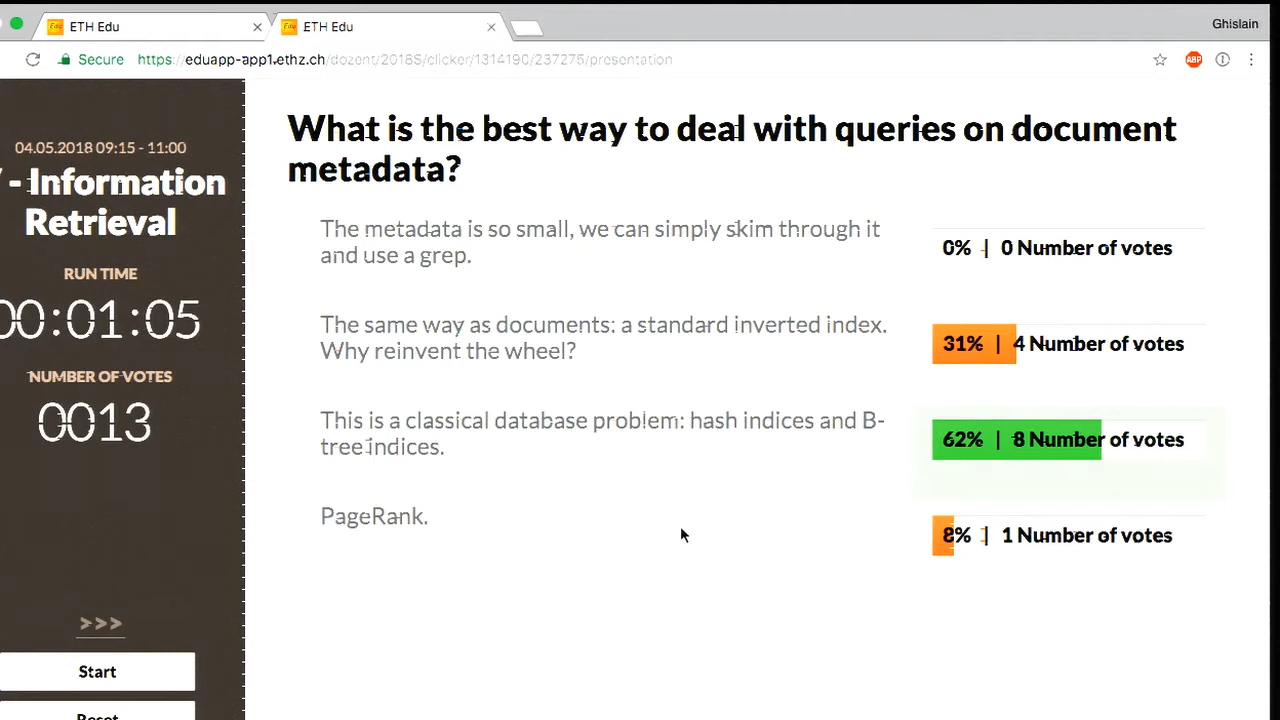 ETH Edu
ETH Edu
Ghislain
Secure https://eduapp-app1.ethz.ch/dozent/2018S/clicker/1314190/237275/presentation
ABP
04.05.2018 09:15 - 11:00
- Information
Retrieval
RUN TIME
00:01:05
NUMBER OF VOTES
0013
>>>
Start
Reset
What is the best way to deal with queries on document
metadata?
The metadata is so small, we can simply skim through it
and use a grep.
0% | 0 Number of votes
The same way as documents: a standard inverted index.
Why reinvent the wheel?
31% | 4 Number of votes
This is a classical database problem: hash indices and B-
tree indices.
62% | 8 Number of votes
PageRank.
8% | 1 Number of votes